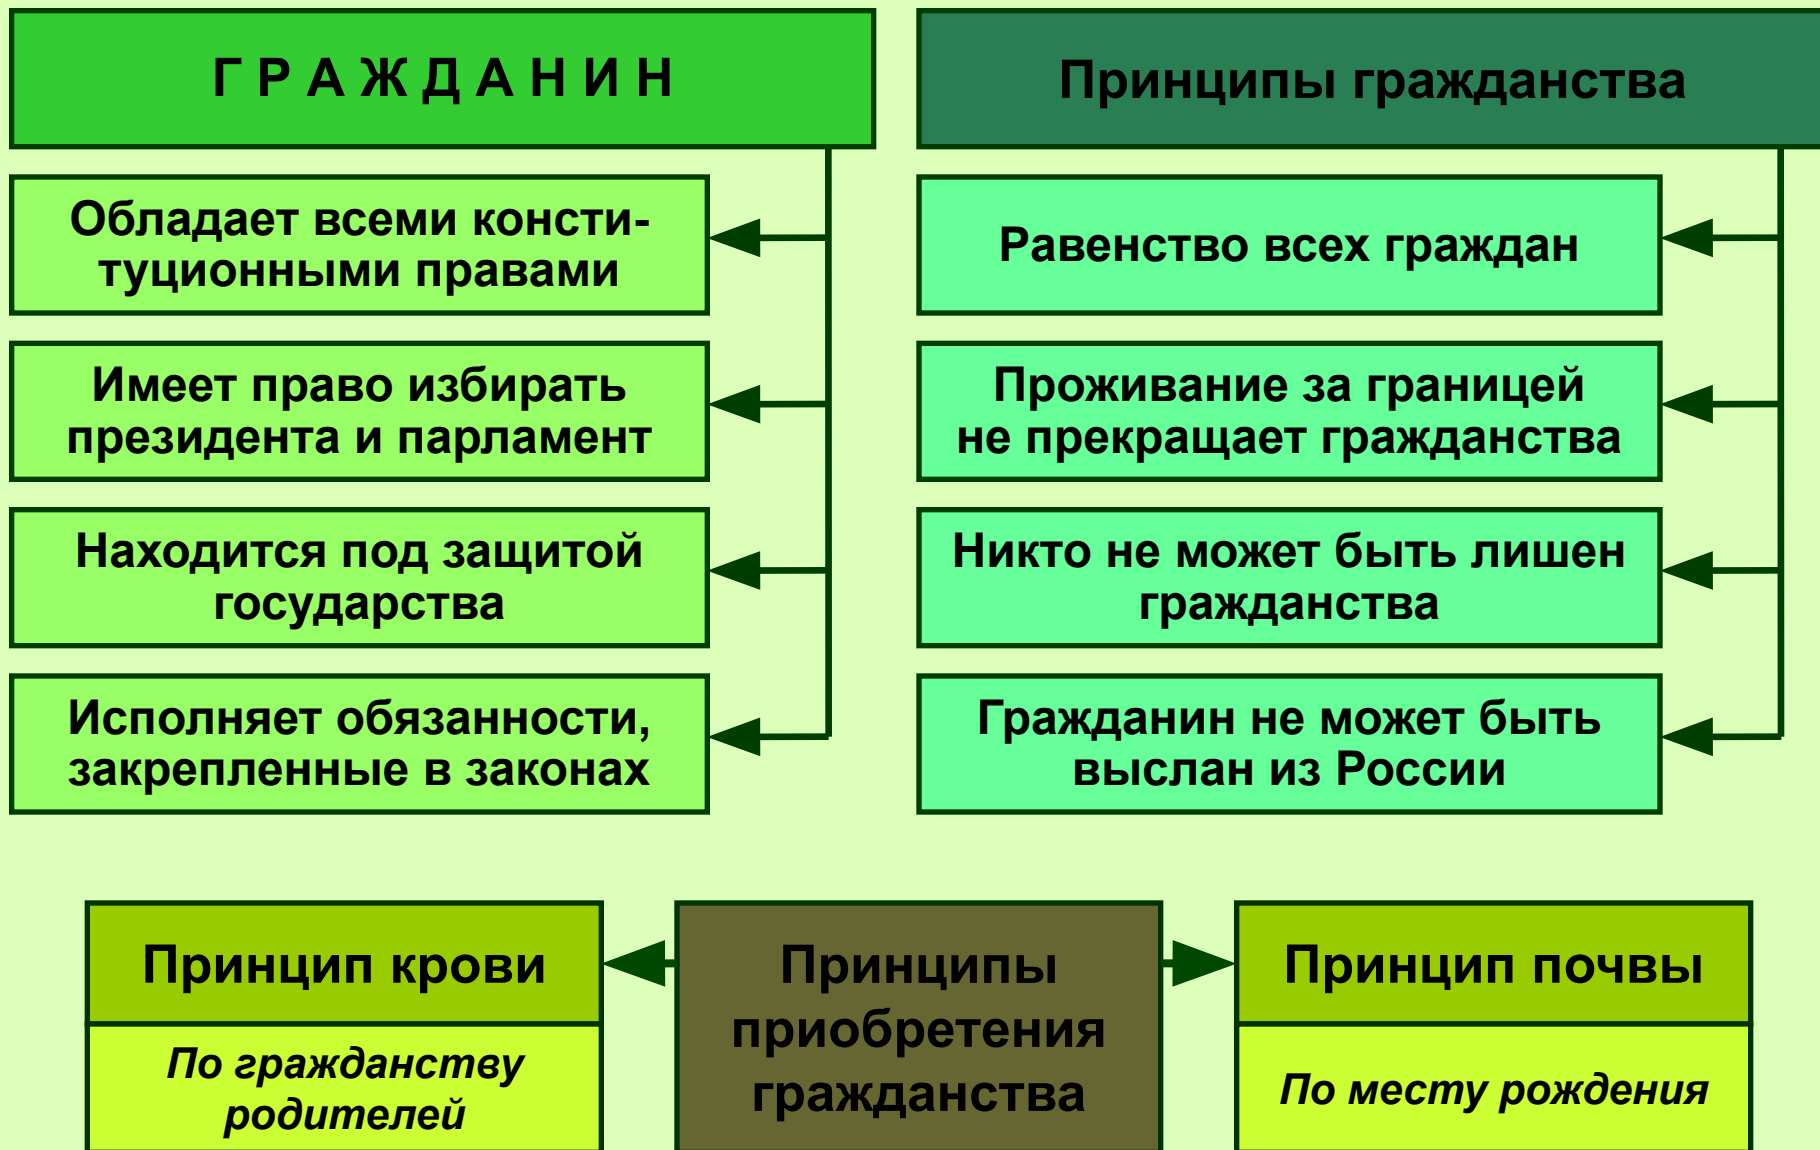 Г Р А Ж Д А Н И Н
Обладает всеми консти-
туционными правами
Имеет право избирать
президента и парламент
Находится под защитой
государства
Исполняет обязанности,
закрепленные в законах
Принципы гражданства
Равенство всех граждан
Проживание за границей
не прекращает гражданства
Никто не может быть лишен
гражданства
Гражданин не может быть
выслан из России
Принцип крови
По гражданству
родителей
Принципы
приобретения
гражданства
Принцип почвы
По месту рождения